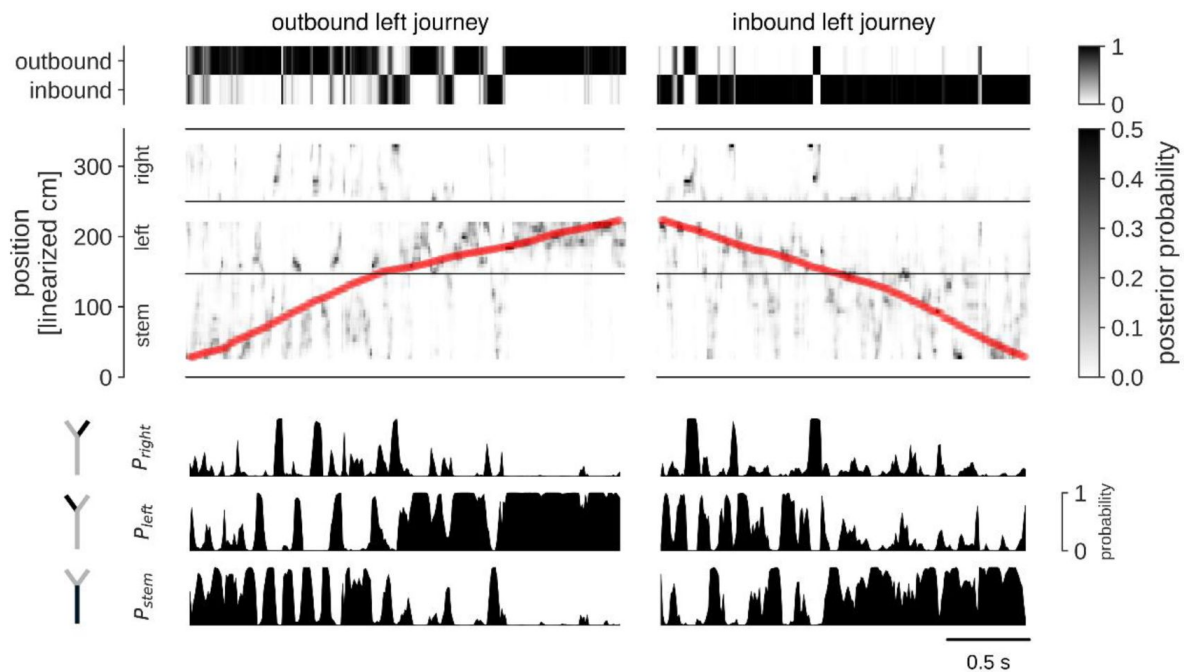 outbound left journey
inbound left journey
outbound
inbound
1
0
position
[linearized cm]
300
200
100
0
right
left
stem
0.5
0.4
0.3
0.2
0.1
0.0
posterior probability
Pright
Pleft
Pstem
1
0
probability
0.5 s